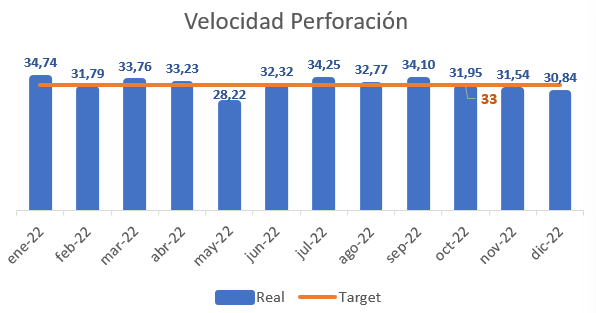 Velocidad Perforación
34,74
31,79
33,76
33,23
28,22
32,32
34,25
32,77
34,10
31,95
31,54
30,84
33
ene-22
feb-22
mar-22
abr-22
may-22
jun-22
jul-22
ago-22
sep-22
oct-22
nov-22
dic-22
Real
Target